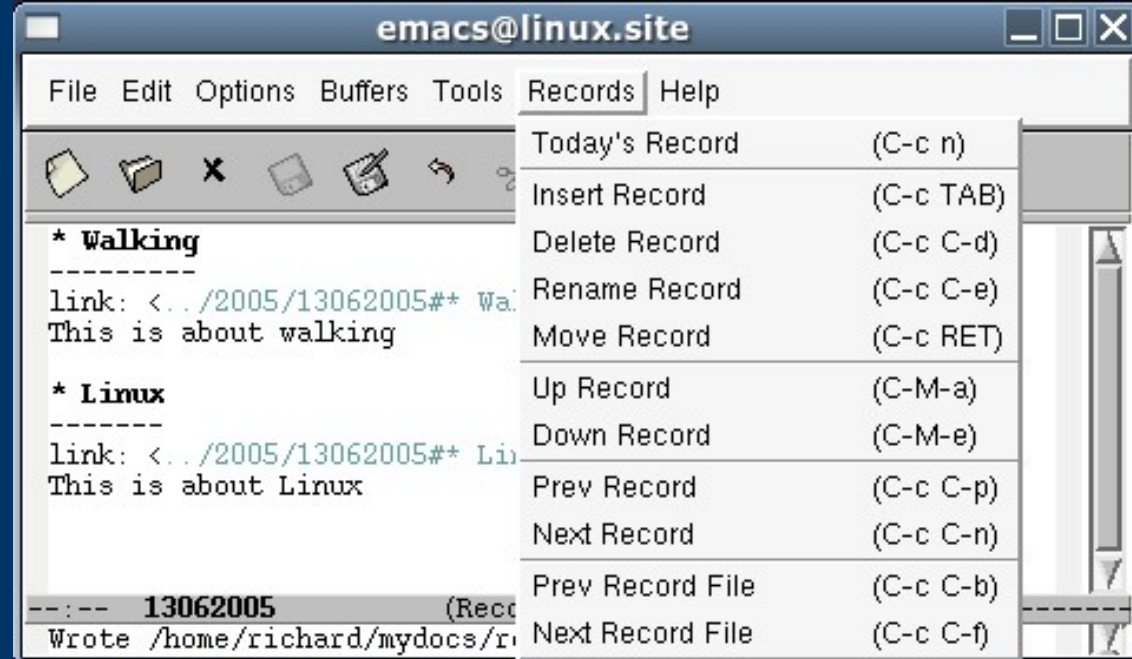 emacs@linux.site
File Edit Options Buffers Tools Records Help
Today's Record (C-c n)
Insert Record (C-c TAB)
Delete Record (C-c C-d)
Rename Record (C-c C-e)
Move Record (C-c RET)
Up Record (C-M-a)
Down Record (C-M-e)
Prev Record (C-c C-p)
Next Record (C-c C-n)
Prev Record File (C-c C-b)
Next Record File (C-c C-f)
* Walking
---------
link: <../2005/13062005#* Wal
This is about walking
* Linux
-------
link: <../2005/13062005#* Lin
This is about Linux
--:-- 13062005 (Reco
Wrote /home/richard/mydocs/r